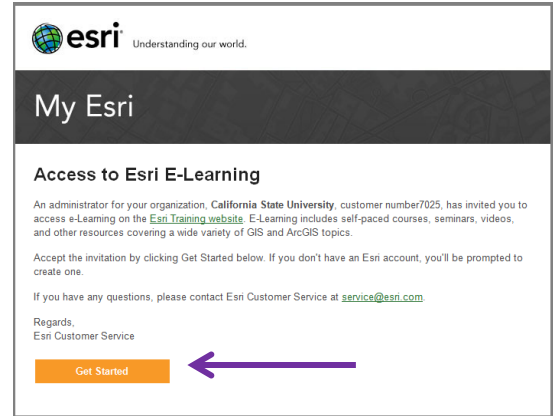 esri Understanding our world.
My Esri
Access to Esri E-Learning
An administrator for your organization, California State University, customer number7025, has invited you to
access e-Learning on the Esri Training website. E-Learning includes self-paced courses, seminars, videos,
and other resources covering a wide variety of GIS and ArcGIS topics.
Accept the invitation by clicking Get Started below. If you don't have an Esri account, you'll be prompted to
create one.
If you have any questions, please contact Esri Customer Service at service@esri.com.
Regards,
Esri Customer Service
Get Started